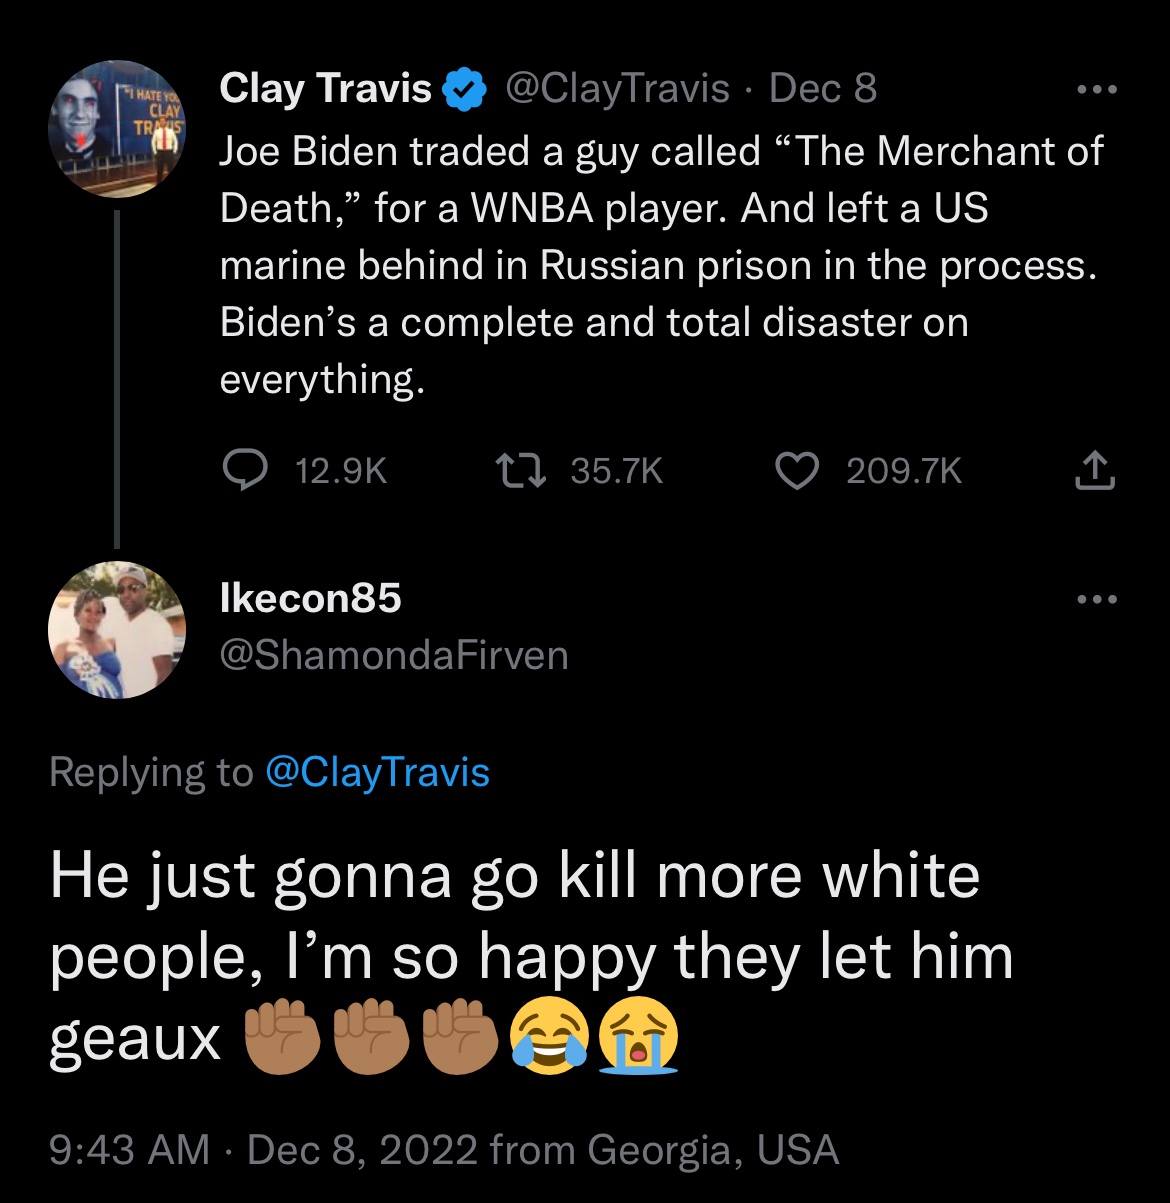 Clay Travis @ClayTravis · Dec 8
"I HATE YOU
CLAY
TRAVIS"
Joe Biden traded a guy called “The Merchant of
Death,” for a WNBA player. And left a US
marine behind in Russian prison in the process.
Biden’s a complete and total disaster on
everything.
12.9K 35.7K 209.7K
Ikecon85
@ShamondaFirven
Replying to @ClayTravis
He just gonna go kill more white
people, I’m so happy they let him
geaux ✊🏾✊🏾✊🏾😂😭
9:43 AM · Dec 8, 2022 from Georgia, USA